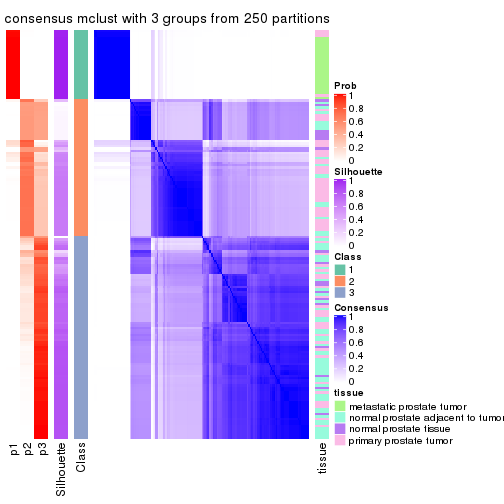 consensus mclust with 3 groups from 250 partitions
Prob
1
0.8
0.6
0.4
0.2
0
Silhouette
1
0.8
0.6
0.4
0.2
0
Class
1
2
3
Consensus
1
0.8
0.6
0.4
0.2
0
tissue
metastatic prostate tumor
normal prostate adjacent to tumor
normal prostate tissue
primary prostate tumor
p1
p2
p3
Silhouette
Class
tissue